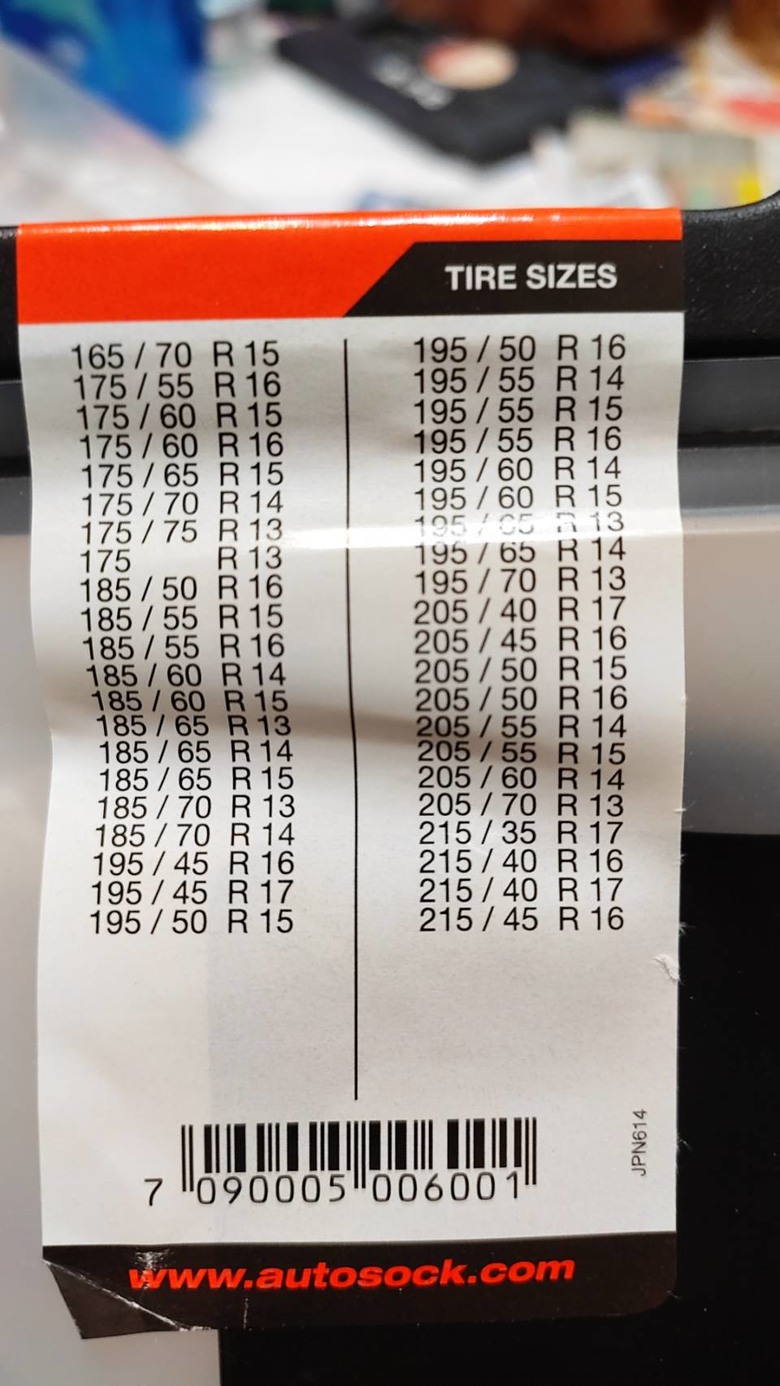 TIRE SIZES
165 / 70 R 15
175 / 55 R 16
175 / 60 R 15
175 / 60 R 16
175 / 65 R 15
175 / 70 R 14
175 / 75 R 13
175 R 13
185 / 50 R 16
185 / 55 R 15
185 / 55 R 16
185 / 60 R 14
185 / 60 R 15
185 / 65 R 13
185 / 65 R 14
185 / 65 R 15
185 / 70 R 13
185 / 70 R 14
195 / 45 R 16
195 / 45 R 17
195 / 50 R 15
195 / 50 R 16
195 / 55 R 14
195 / 55 R 15
195 / 55 R 16
195 / 60 R 14
195 / 60 R 15
195 / 65 R 13
195 / 65 R 14
195 / 70 R 13
205 / 40 R 17
205 / 45 R 16
205 / 50 R 15
205 / 50 R 16
205 / 55 R 14
205 / 55 R 15
205 / 60 R 14
205 / 70 R 13
215 / 35 R 17
215 / 40 R 16
215 / 40 R 17
215 / 45 R 16
JPN614
7 090005 006001
www.autosock.com